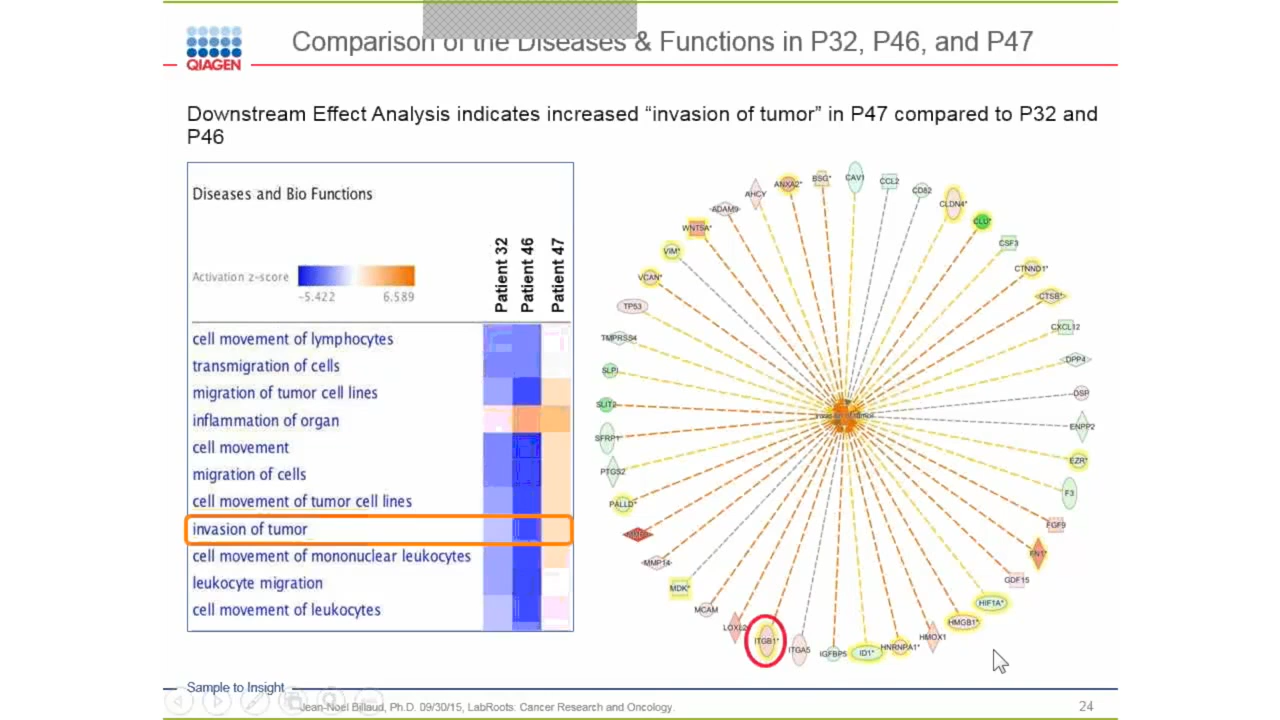 QIAGEN
Comparison of the Diseases & Functions in P32, P46, and P47
Downstream Effect Analysis indicates increased “invasion of tumor” in P47 compared to P32 and
P46
Diseases and Bio Functions
Activation z-score
-5.422 6.589
Patient 32
Patient 46
Patient 47
cell movement of lymphocytes
transmigration of cells
migration of tumor cell lines
inflammation of organ
cell movement
migration of cells
cell movement of tumor cell lines
invasion of tumor
cell movement of mononuclear leukocytes
leukocyte migration
cell movement of leukocytes
CAV1
CCL2
CD82
CLDN4*
CLU*
CSF3
CTNND1*
CTSB*
CXCL12
DPP4
DSP
ENPP2
EZR*
F3
FGF9
FN1*
GDF15
HIF1A*
HMGB1*
HMOX1
HNRNPA1*
ID1*
IGFBP5
ITGA5
ITGB1*
LOXL2
MCAM
MDK*
MMP14
PALLD*
PTGS2
SFRP1
SLIT2
SLPI
TMPRSS4
TP53
VCAN*
VIM*
WNT5A*
ADAM9
AHCY
ANXA2*
BSG*
invasion of tumor
Sample to Insight
Jean-Noel Billaud, Ph.D. 09/30/15, LabRoots: Cancer Research and Oncology.
24